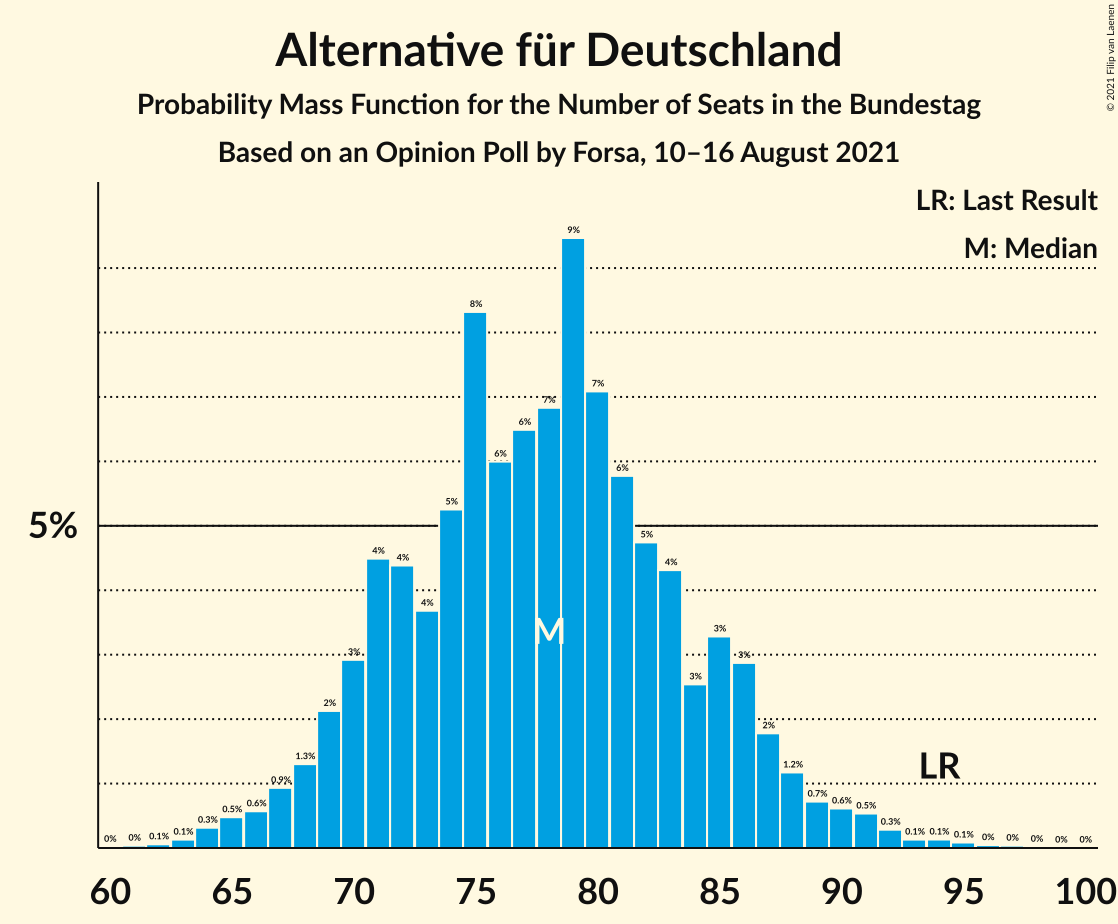 Alternative für Deutschland
Probability Mass Function for the Number of Seats in the Bundestag
Based on an Opinion Poll by Forsa, 10–16 August 2021
© 2021 Filip van Laenen
LR: Last Result
M: Median
5%
0% 0% 0.1% 0.1% 0.3% 0.5% 0.6% 0.9% 1.3% 2% 3% 4% 4% 4% 5% 8% 6% 6% 7% 9% 7% 6% 5% 4% 3% 3% 3% 2% 1.2% 0.7% 0.6% 0.5% 0.3% 0.1% 0.1% 0.1% 0% 0% 0% 0% 0%
M
LR
60 65 70 75 80 85 90 95 100